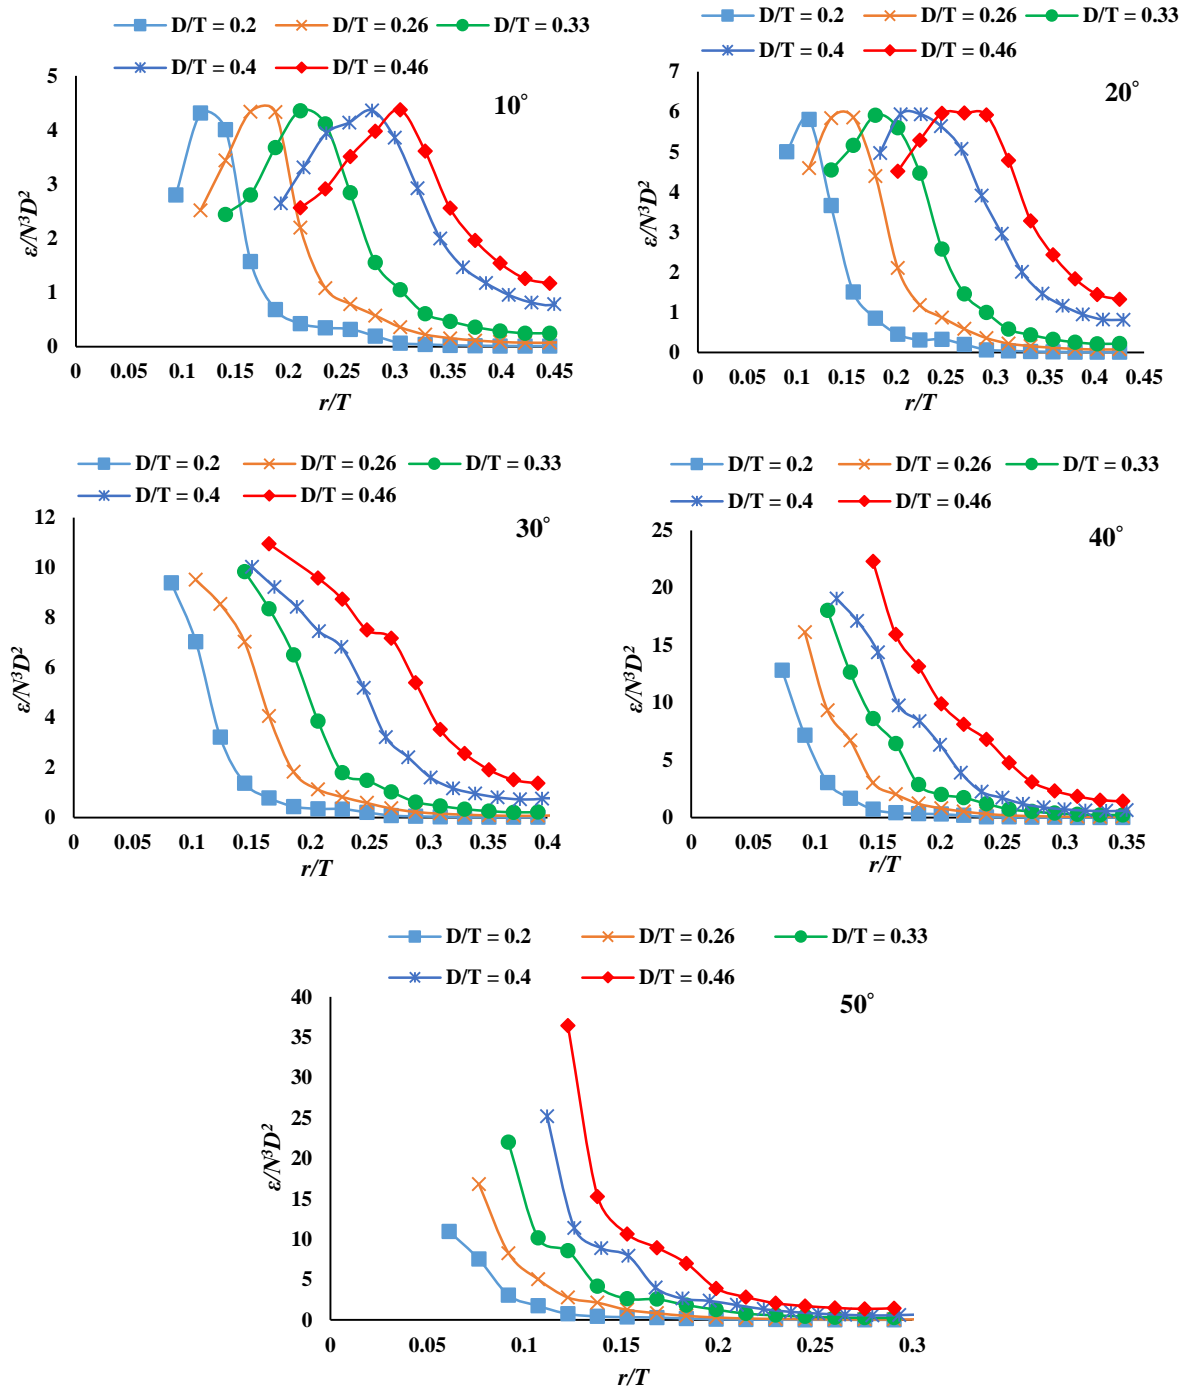 D/T = 0.2 D/T = 0.26 D/T = 0.33
D/T = 0.4 D/T = 0.46
10°
5
4
3
2
1
0
ε/N³D²
0 0.05 0.1 0.15 0.2 0.25 0.3 0.35 0.4 0.45
r/T
D/T = 0.2 D/T = 0.26 D/T = 0.33
D/T = 0.4 D/T = 0.46
20°
7
6
5
4
3
2
1
0
ε/N³D²
0 0.05 0.1 0.15 0.2 0.25 0.3 0.35 0.4 0.45
r/T
D/T = 0.2 D/T = 0.26 D/T = 0.33
D/T = 0.4 D/T = 0.46
30°
12
10
8
6
4
2
0
ε/N³D²
0 0.05 0.1 0.15 0.2 0.25 0.3 0.35 0.4
r/T
D/T = 0.2 D/T = 0.26 D/T = 0.33
D/T = 0.4 D/T = 0.46
40°
25
20
15
10
5
0
ε/N³D²
0 0.05 0.1 0.15 0.2 0.25 0.3 0.35
r/T
D/T = 0.2 D/T = 0.26 D/T = 0.33
D/T = 0.4 D/T = 0.46
50°
40
35
30
25
20
15
10
5
0
ε/N³D²
0 0.05 0.1 0.15 0.2 0.25 0.3
r/T